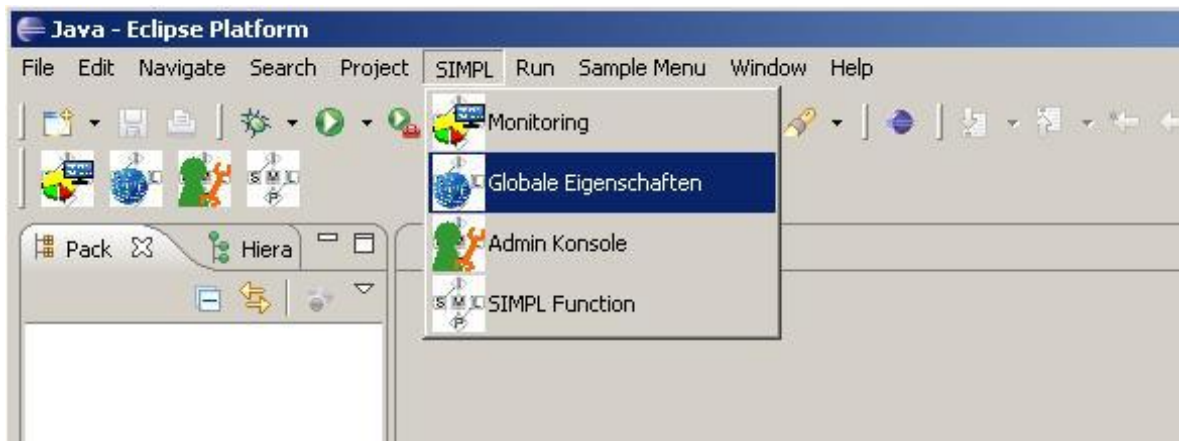 Java - Eclipse Platform
File Edit Navigate Search Project SIMPL Run Sample Menu Window Help
Monitoring
Globale Eigenschaften
Admin Konsole
S M L P SIMPL Function
S M L P
Pack Hiera